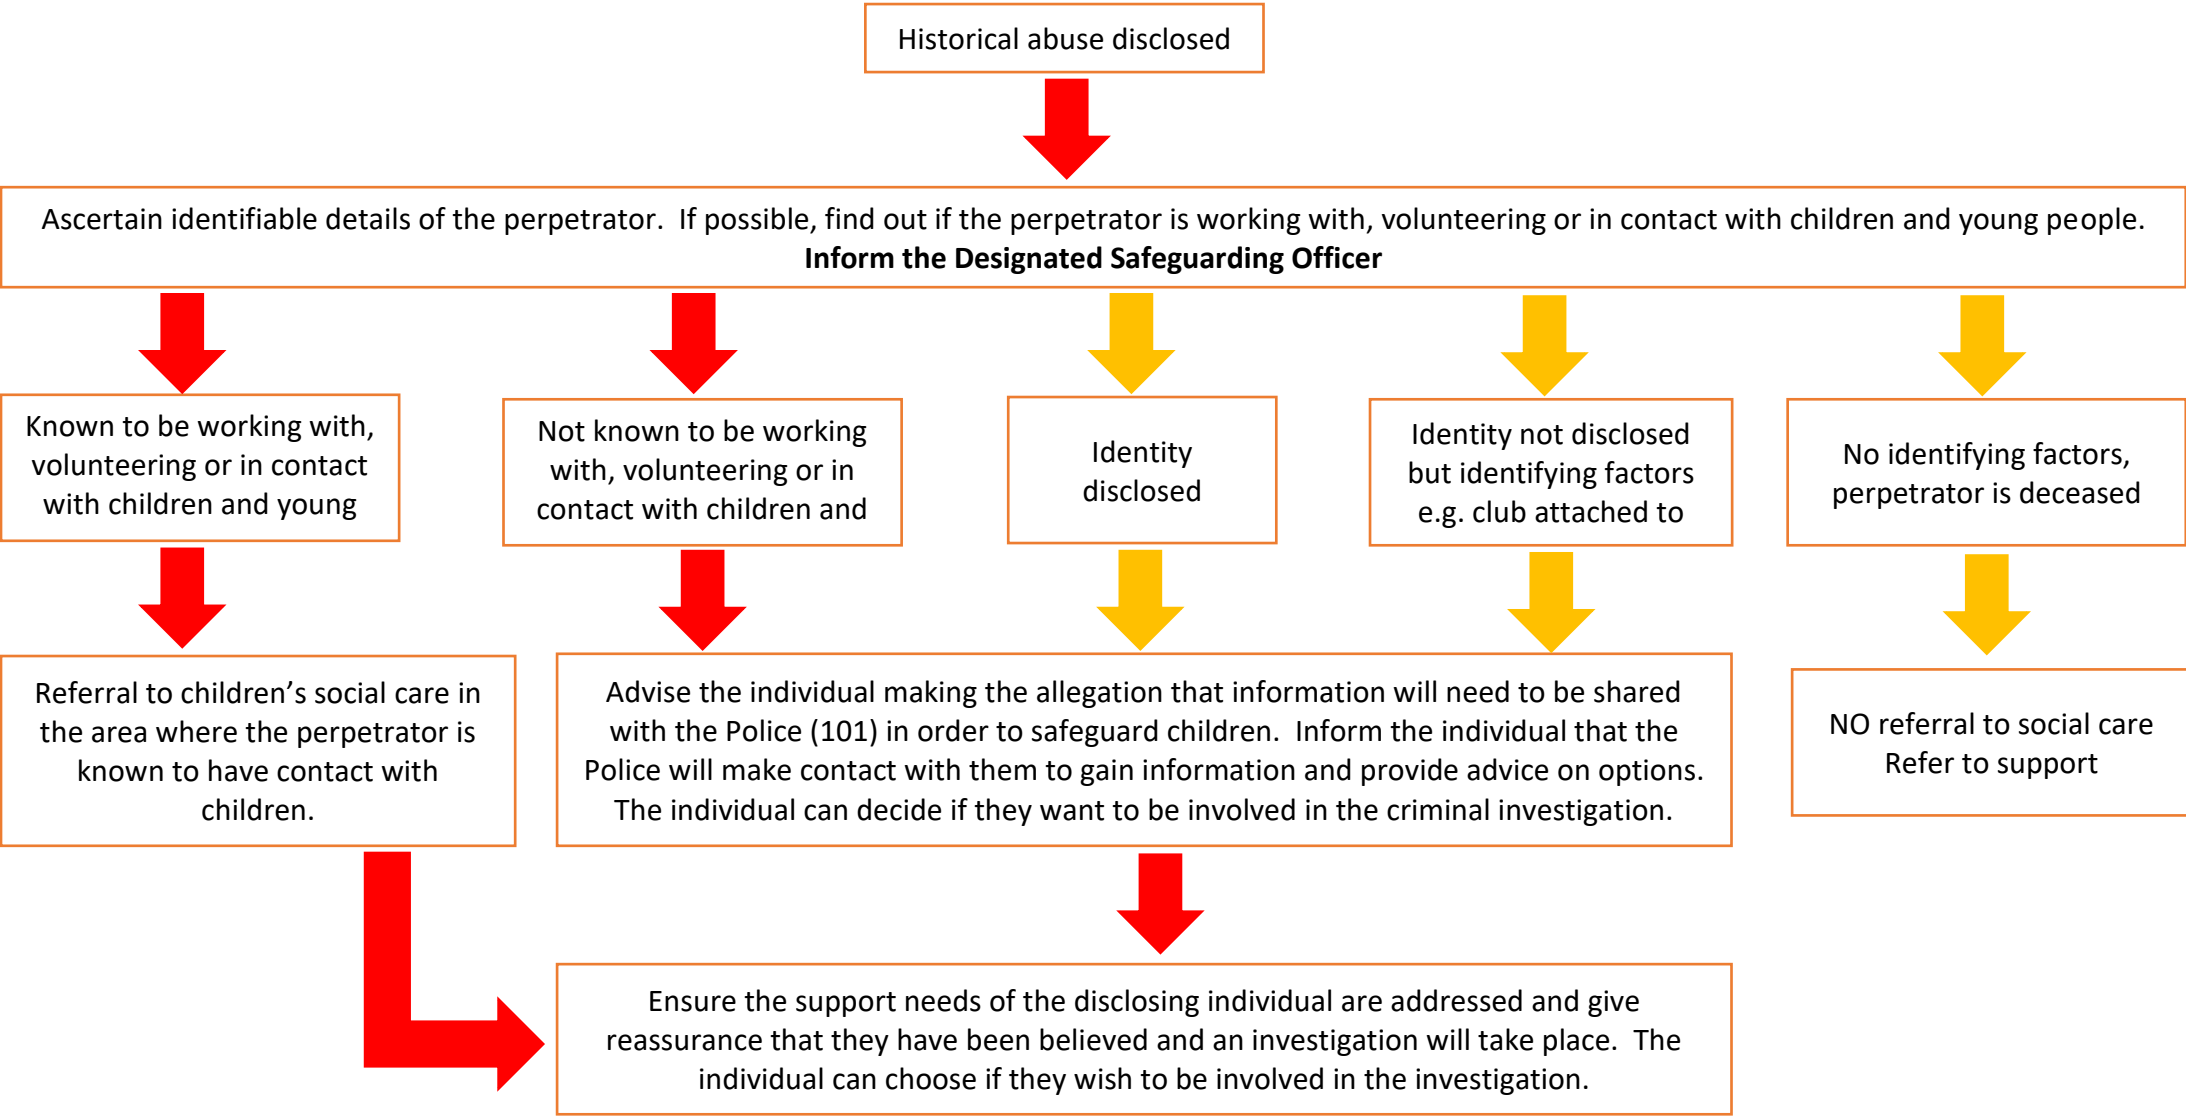 Historical abuse disclosed
Ascertain identifiable details of the perpetrator.  If possible, find out if the perpetrator is working with, volunteering or in contact with children and young people.
Inform the Designated Safeguarding Officer
Known to be working with,
volunteering or in contact
with children and young
Not known to be working
with, volunteering or in
contact with children and
Identity
disclosed
Identity not disclosed
but identifying factors
e.g. club attached to
No identifying factors,
perpetrator is deceased
Referral to children’s social care in
the area where the perpetrator is
known to have contact with
children.
Advise the individual making the allegation that information will need to be shared
with the Police (101) in order to safeguard children.  Inform the individual that the
Police will make contact with them to gain information and provide advice on options.
The individual can decide if they want to be involved in the criminal investigation.
NO referral to social care
Refer to support
Ensure the support needs of the disclosing individual are addressed and give
reassurance that they have been believed and an investigation will take place.  The
individual can choose if they wish to be involved in the investigation.